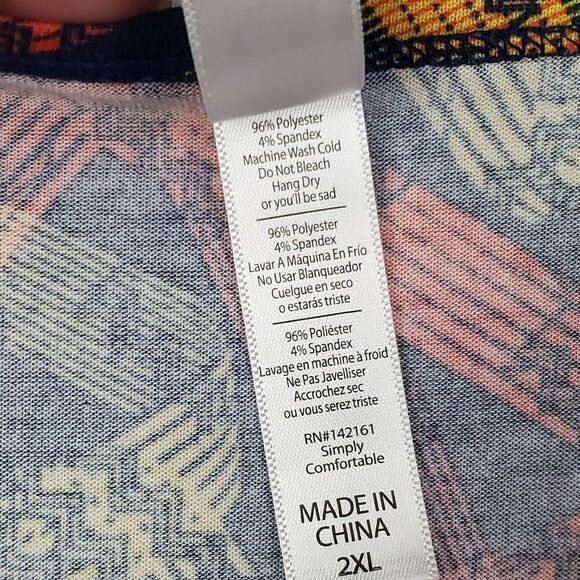 96% Polyester
4% Spandex
Machine Wash Cold
Do Not Bleach
Hang Dry
or you'll be sad
96% Polyester
4% Spandex
Lavar A Máquina En Frío
No Usar Blanqueador
Cuelgue en seco
o estarás triste
96% Poliéster
4% Spandex
Lavage en machine à froid
Ne Pas Javelliser
Accrochez sec
ou vous serez triste
RN#142161
Simply
Comfortable
MADE IN
CHINA
2XL